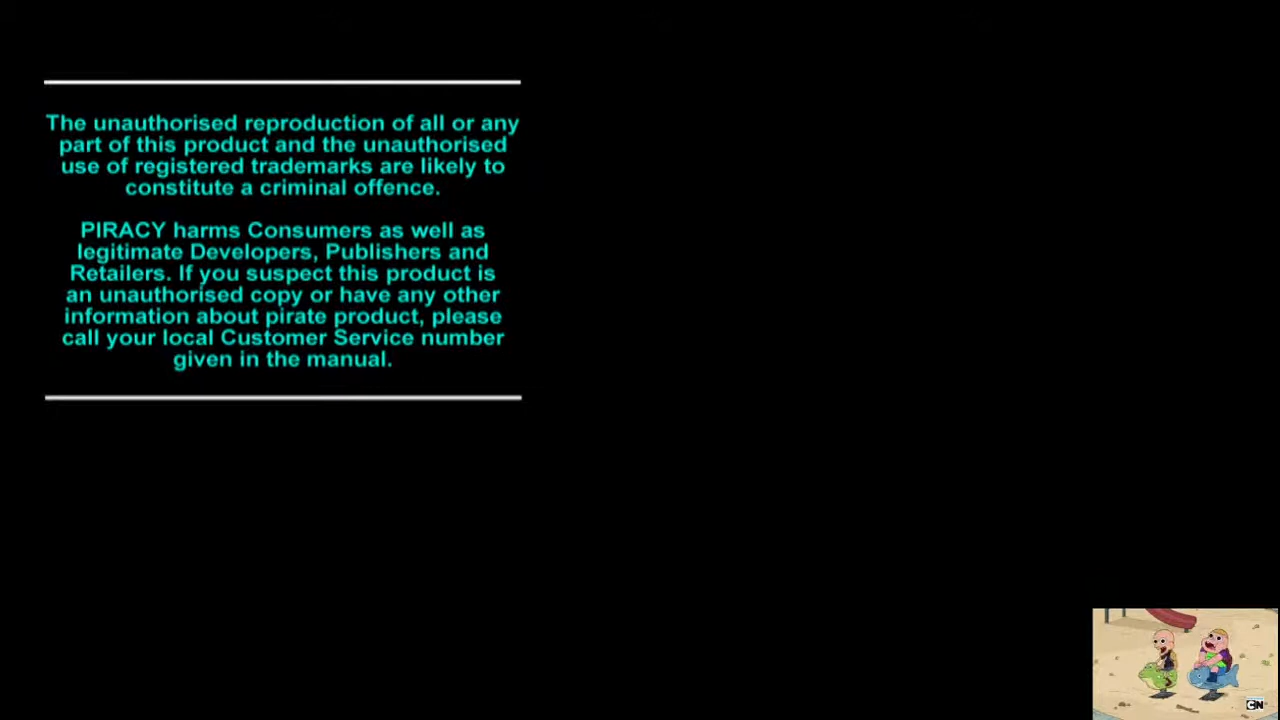 The unauthorised reproduction of all or any
part of this product and the unauthorised
use of registered trademarks are likely to
constitute a criminal offence.
PIRACY harms Consumers as well as
legitimate Developers, Publishers and
Retailers. If you suspect this product is
an unauthorised copy or have any other
information about pirate product, please
call your local Customer Service number
given in the manual.
CN